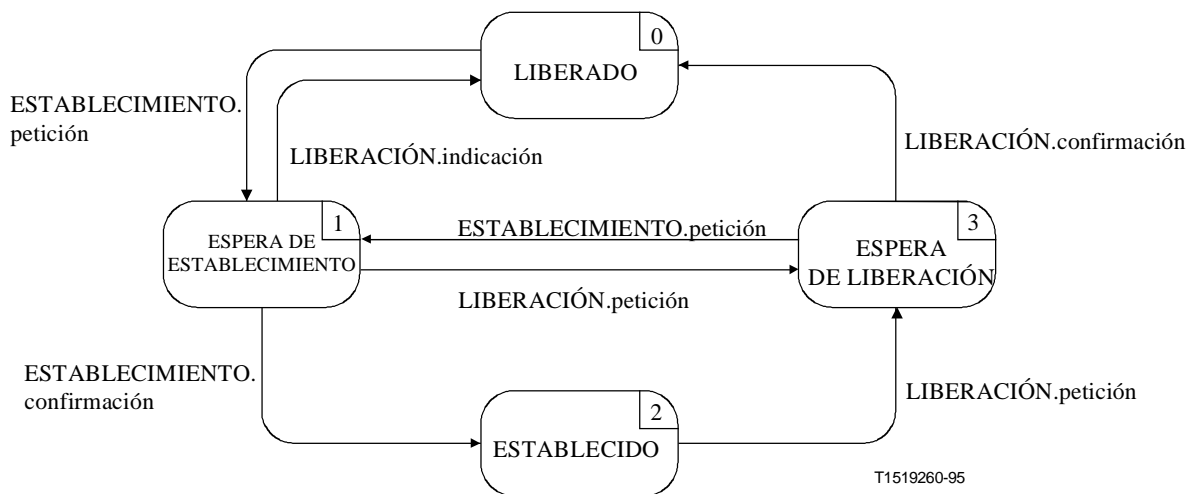 0
LIBERADO
ESTABLECIMIENTO.
petición
LIBERACIÓN.indicación
LIBERACIÓN.confirmación
1
ESPERA DE
ESTABLECIMIENTO
ESTABLECIMIENTO.petición
3
ESPERA
DE LIBERACIÓN
LIBERACIÓN.petición
ESTABLECIMIENTO.
confirmación
LIBERACIÓN.petición
2
ESTABLECIDO
T1519260-95